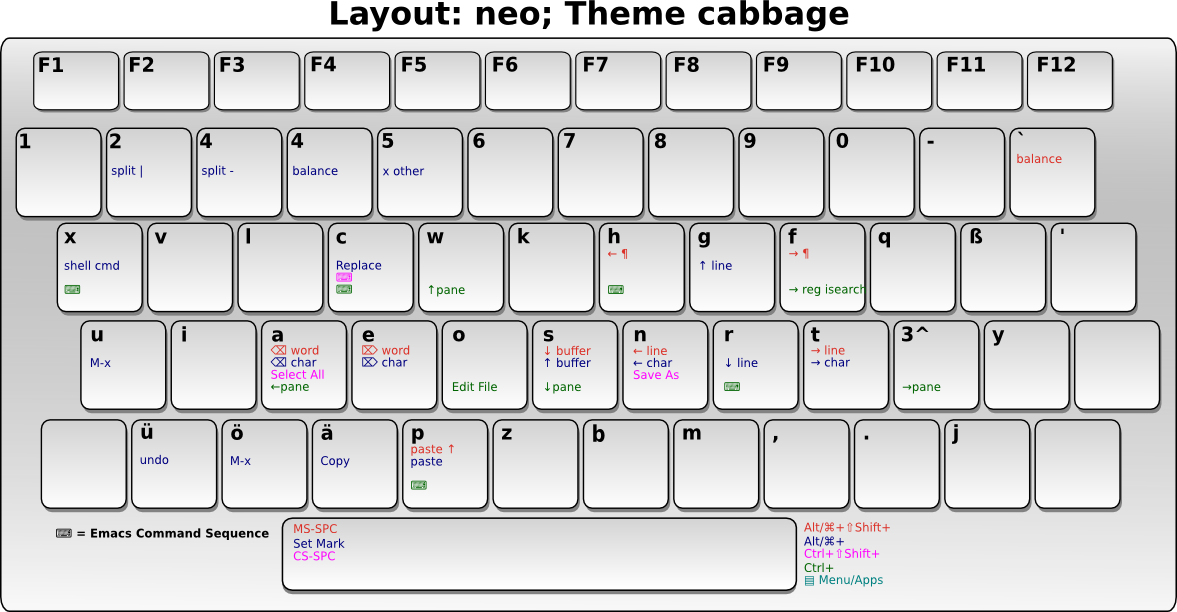 Layout: neo; Theme cabbage
F1 F2 F3 F4 F5 F6 F7 F8 F9 F10 F11 F12
1 2 4 4 5 6 7 8 9 0 - `
balance
split | split - balance x other
x v l c w k h g f q ß '
← ¶ → ¶
shell cmd Replace ↑ line
⌨
⌨ ⌨ ↑pane ⌨ → reg isearch
u i a e o s n r t 3^ y
⌫ word ⌦ word ↓ buffer ← line → line
M-x ⌫ char ⌦ char ↑ buffer ← char ↓ line → char
Select All Save As
←pane Edit File ↓pane ⌨ →pane
ü ö ä p z b m , . j
paste ↑
undo M-x Copy paste
⌨
⌨ = Emacs Command Sequence
MS-SPC
Set Mark
CS-SPC
Alt/⌘+⇧Shift+
Alt/⌘+
Ctrl+⇧Shift+
Ctrl+
▤ Menu/Apps